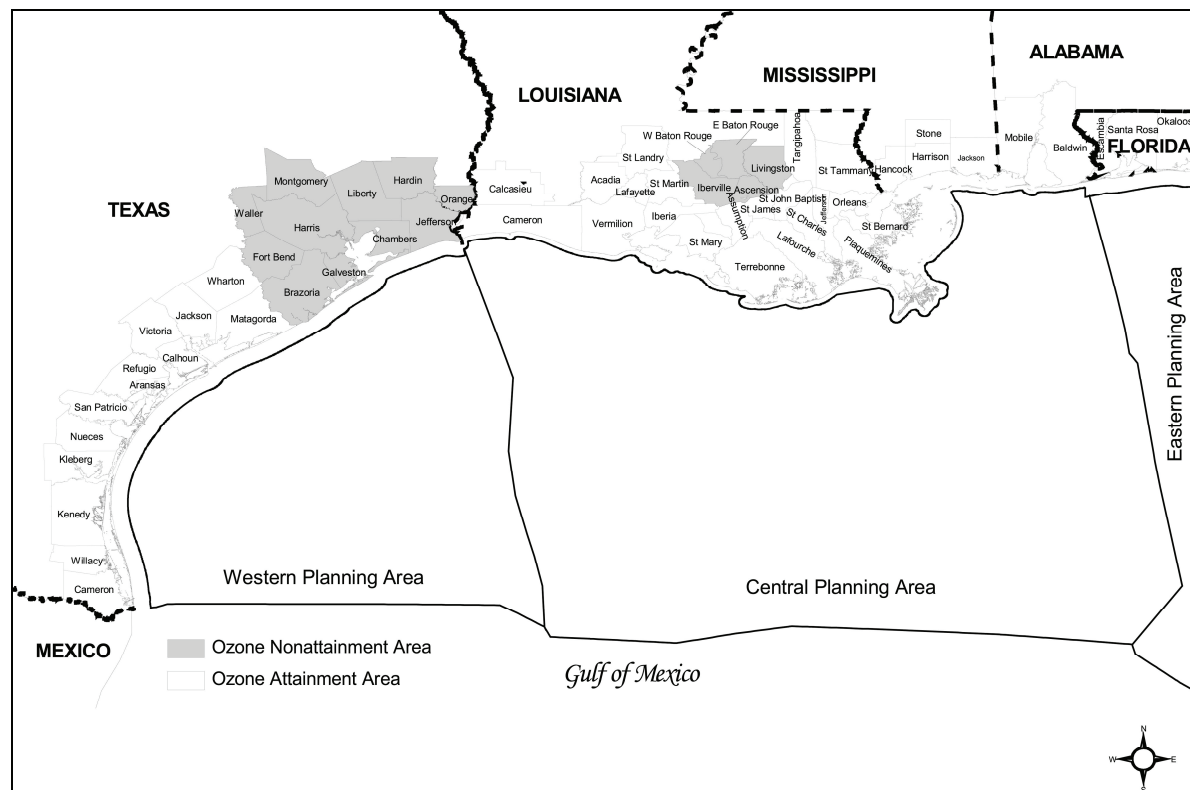 ALABAMA
MISSISSIPPI
LOUISIANA
TEXAS
FLORIDA
MEXICO
Montgomery
Hardin
Liberty
Orange
Waller
Harris
Jefferson
Chambers
Fort Bend
Galveston
Brazoria
Wharton
Matagorda
Jackson
Victoria
Calhoun
Refugio
Aransas
San Patricio
Nueces
Kleberg
Kenedy
Willacy
Cameron
Calcasieu
Cameron
E Baton Rouge
W Baton Rouge
St Landry
Acadia
Lafayette
St Martin
Iberville
Ascension
Livingston
Tangipahoa
St Tammany
St John Baptist
St James
Assumption
Jefferson
Orleans
St Charles
St Bernard
Vermilion
Iberia
St Mary
Lafourche
Plaquemines
Terrebonne
Hancock
Stone
Harrison
Jackson
Mobile
Baldwin
Escambia
Santa Rosa
Okaloos
Western Planning Area
Central Planning Area
Eastern Planning Area
Ozone Nonattainment Area
Ozone Attainment Area
Gulf of Mexico
N
W
E
S